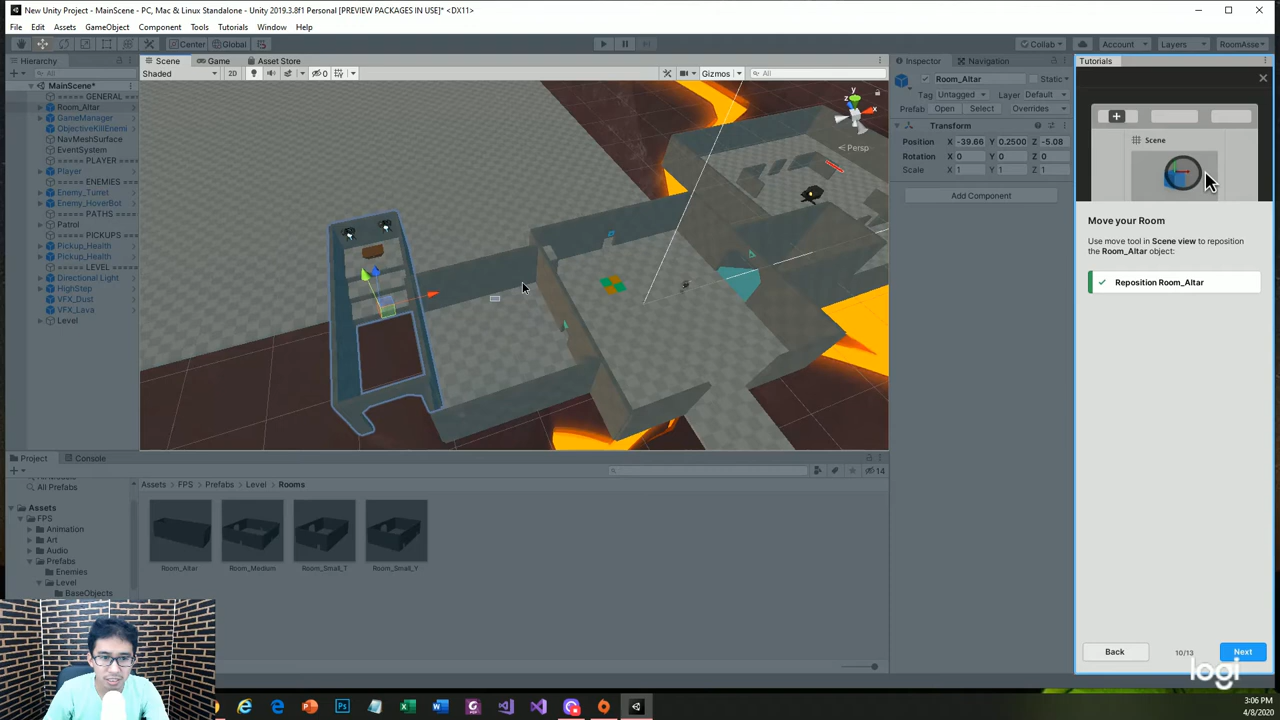 New Unity Project - MainScene - PC, Mac & Linux Standalone - Unity 2019.3.8f1 Personal [PREVIEW PACKAGES IN USE]* <DX11>
File Edit Assets GameObject Component Tools Tutorials Window Help
Center Global Collab Account Layers RoomAsse
Hierarchy
All
MainScene*
===== GENERAL =====
Room_Altar
GameManager
ObjectiveKillEnemi
NavMeshSurface
EventSystem
===== PLAYER =====
Player
===== ENEMIES =====
Enemy_Turret
Enemy_HoverBot
===== PATHS =====
Patrol
===== PICKUPS =====
Pickup_Health
Pickup_Health
===== LEVEL =====
Directional Light
HighStep
VFX_Dust
VFX_Lava
Level
Scene Game Asset Store
Shaded 2D 0 Gizmos All
y
x
z
Persp
Inspector Navigation
Room_Altar Static
Tag Untagged Layer Default
Prefab Open Select Overrides
Transform
Position X -39.66 Y 0.2500 Z -5.08
Rotation X 0 Y 0 Z 0
Scale X 1 Y 1 Z 1
Add Component
Tutorials
Scene
Move your Room
Use move tool in Scene view to reposition
the Room_Altar object:
Reposition Room_Altar
Back 10/13 Next
Project Console
14
All Prefabs
Assets
FPS
Animation
Art
Audio
Prefabs
Enemies
Level
BaseObjects
Assets > FPS > Prefabs > Level > Rooms
Room_Altar Room_Medium Room_Small_T Room_Small_Y
logi
3:06 PM
4/8/2020